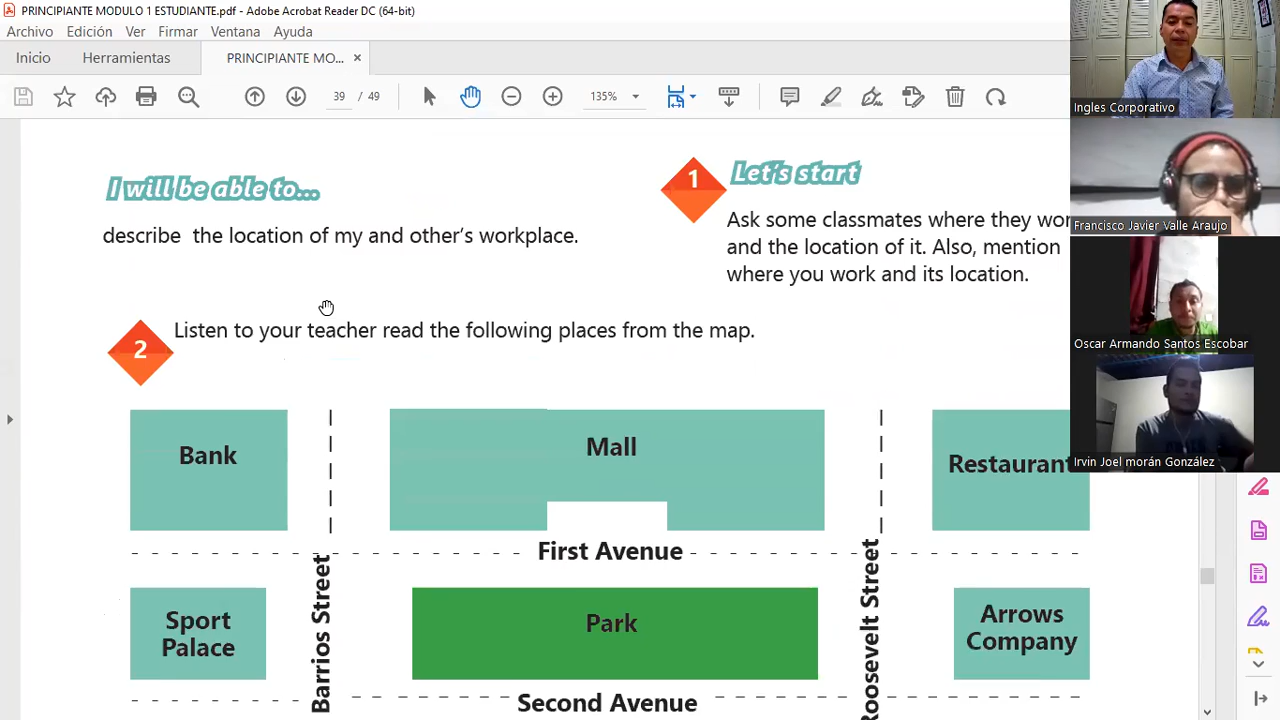 PRINCIPIANTE MODULO 1 ESTUDIANTE.pdf - Adobe Acrobat Reader DC (64-bit)
Archivo Edición Ver Firmar Ventana Ayuda
Inicio Herramientas PRINCIPIANTE MO... ×
39 / 49 135%
I will be able to...
describe the location of my and other's workplace.
1 Let's start
Ask some classmates where they wor
and the location of it. Also, mention
where you work and its location.
2 Listen to your teacher read the following places from the map.
Bank
Mall
Restaurant
First Avenue
Barrios Street
Roosevelt Street
Sport
Palace
Park
Arrows
Company
Second Avenue
Ingles Corporativo
Francisco Javier Valle Araujo
Oscar Armando Santos Escobar
Irvin Joel morán González